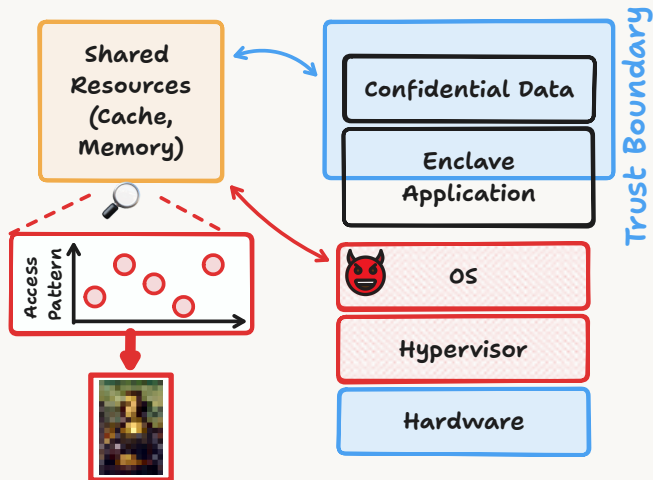 Shared
Resources
(Cache,
Memory)
Confidential Data
Enclave
Application
Trust Boundary
Access
Pattern
OS
Hypervisor
Hardware